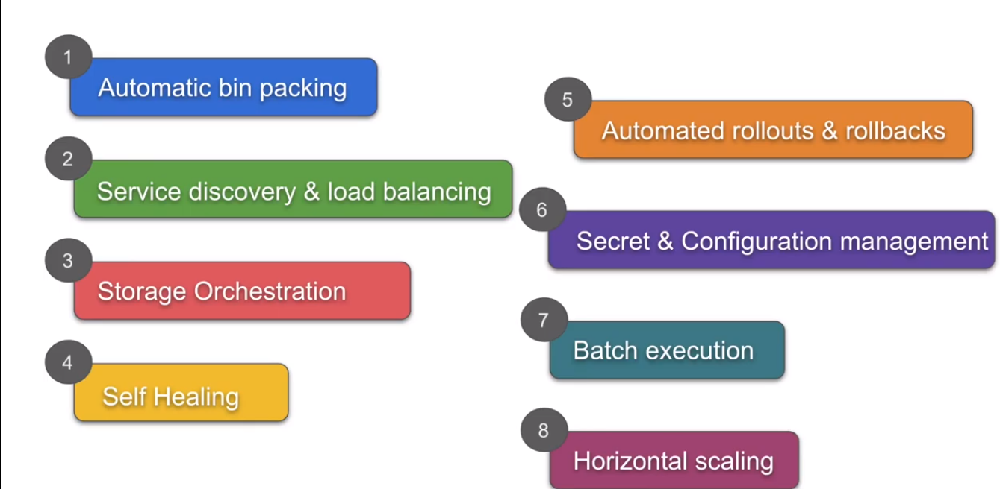 1
Automatic bin packing
2
Service discovery & load balancing
3
Storage Orchestration
4
Self Healing
5
Automated rollouts & rollbacks
6
Secret & Configuration management
7
Batch execution
8
Horizontal scaling